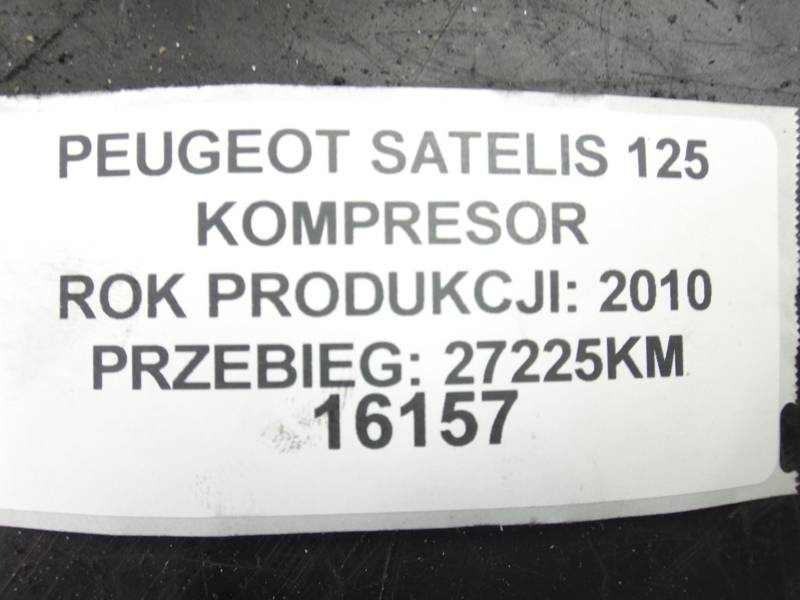 PEUGEOT SATELIS 125
KOMPRESOR
ROK PRODUKCJI: 2010
PRZEBIEG: 27225KM
16157